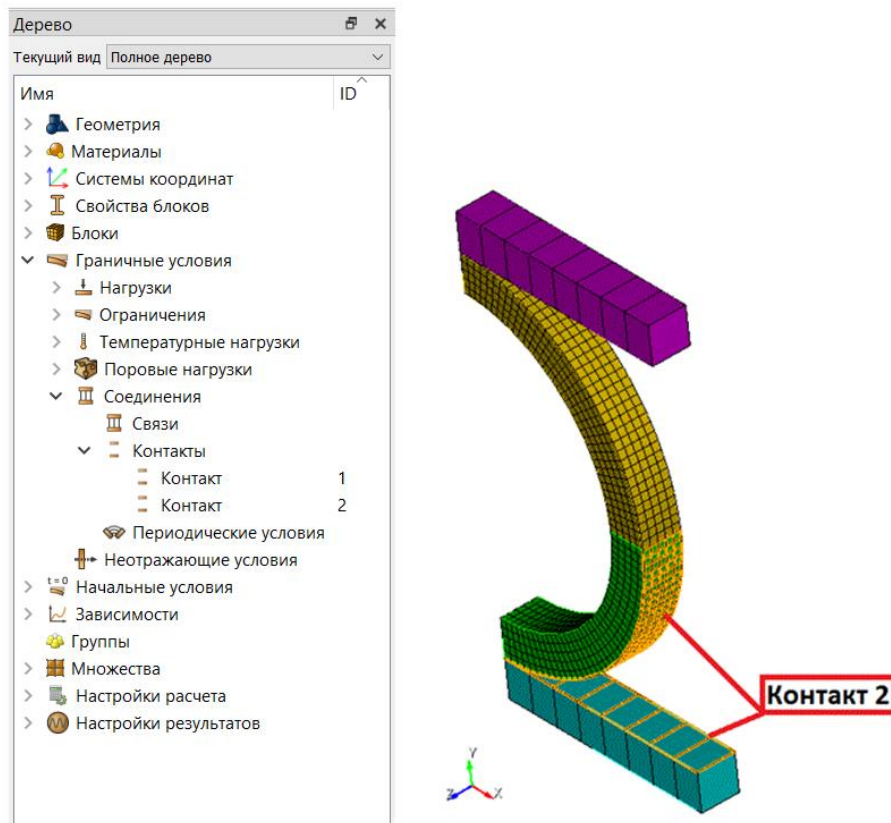 Дерево
Текущий вид Полное дерево
Имя ID
Геометрия
Материалы
Системы координат
Свойства блоков
Блоки
Граничные условия
Нагрузки
Ограничения
Температурные нагрузки
Поровые нагрузки
Соединения
Связи
Контакты
Контакт 1
Контакт 2
Периодические условия
Неотражающие условия
t = 0 Начальные условия
Зависимости
Группы
Множества
Настройки расчета
Настройки результатов
Контакт 2
Y
Z X